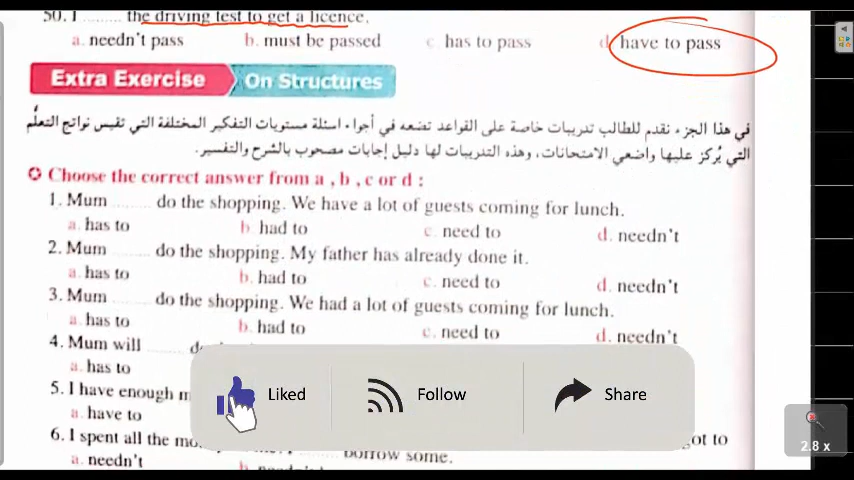 50. I ........ the driving test to get a licence.
a. needn't pass b. must be passed c. has to pass d. have to pass
Extra Exercise On Structures
في هذا الجزء نقدم للطالب تدريبات خاصة على القواعد تضعه في أجواء اسئلة مستويات التفكير المختلفة التي تقيس نواتج التعلُّم
التي يُركز عليها واضعي الامتحانات، وهذه التدريبات لها دليل إجابات مصحوب بالشرح والتفسير.
✪ Choose the correct answer from a , b , c or d :
1. Mum ........ do the shopping. We have a lot of guests coming for lunch.
a. has to b. had to c. need to d. needn't
2. Mum ........ do the shopping. My father has already done it.
a. has to b. had to c. need to d. needn't
3. Mum ........ do the shopping. We had a lot of guests coming for lunch.
a. has to b. had to c. need to d. needn't
4. Mum will ........
a. has to
5. I have enough
a. have to
Liked Follow Share
6. I spent all the borrow some. got to
a. needn't
2.8 x